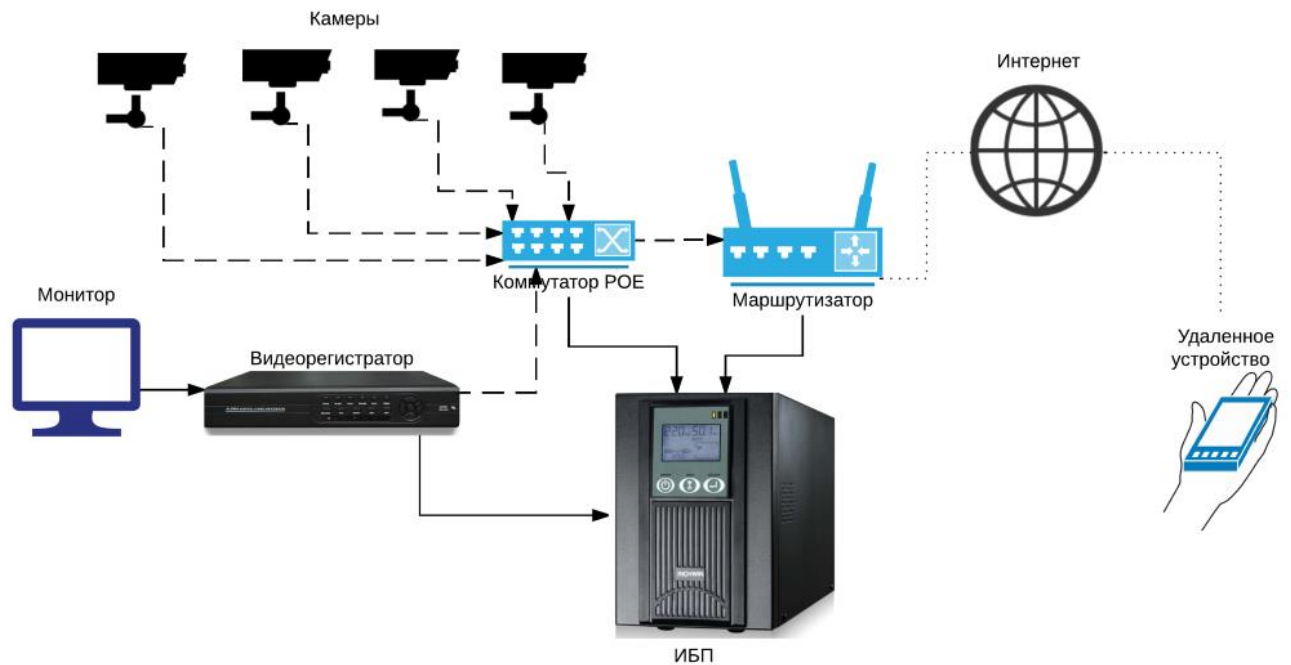 Камеры
Интернет
Коммутатор POE
Монитор
Маршрутизатор
Видеорегистратор
Удаленное
устройство
ИБП